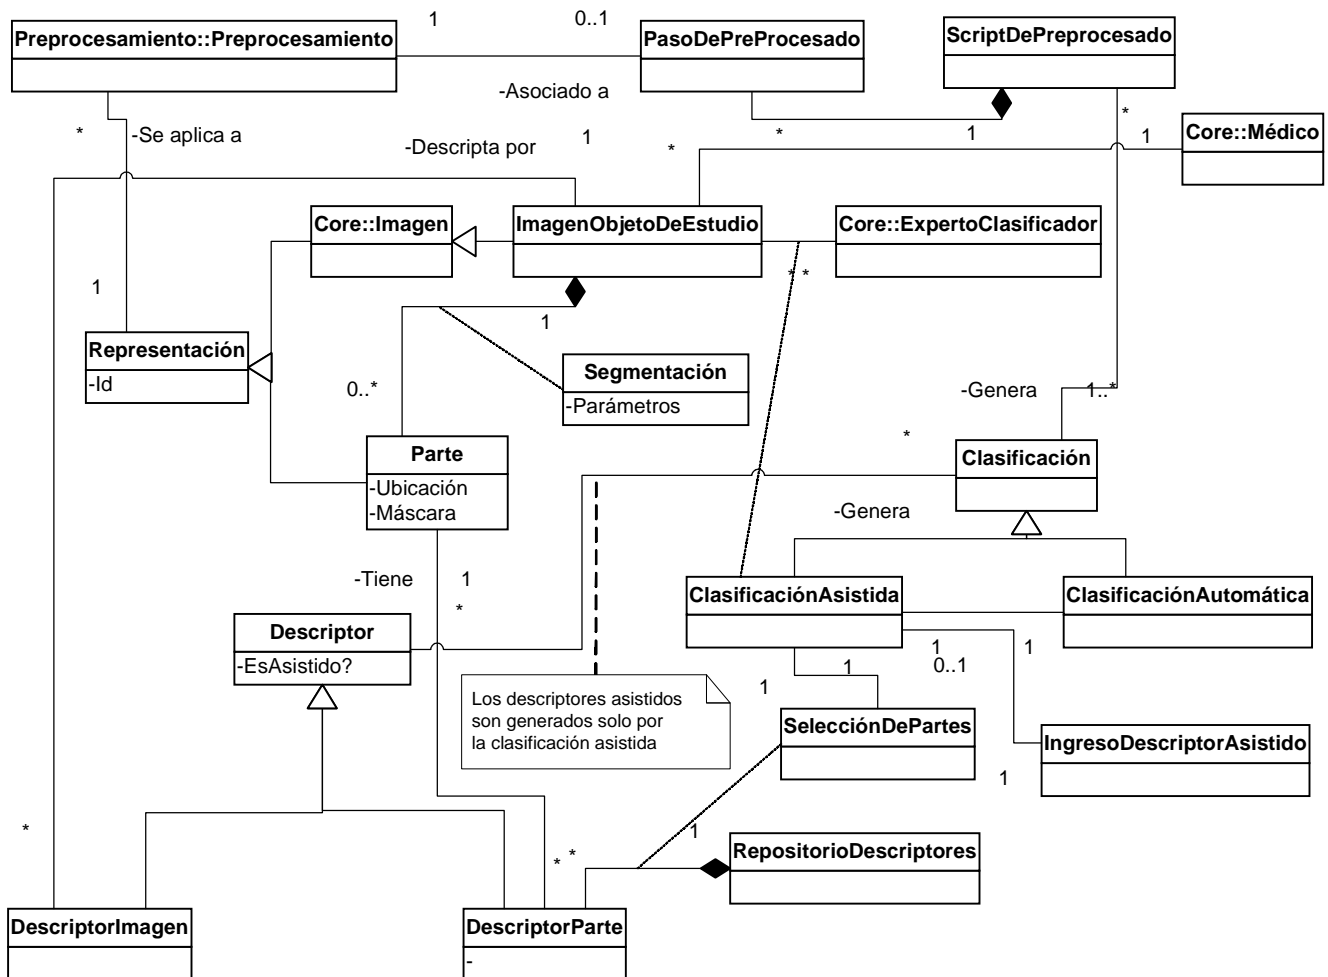 1
0..1
Preprocesamiento::Preprocesamiento
PasoDePreProcesado
ScriptDePreprocesado
-Asociado a
*
-Se aplica a
-Descripta por
1
*
*
1
*
1
Core::Médico
Core::Imagen
ImagenObjetoDeEstudio
Core::ExpertoClasificador
* *
1
1
Representación
-Id
Segmentación
-Parámetros
0..*
-Genera
1..*
*
Parte
-Ubicación
-Máscara
Clasificación
-Genera
-Tiene
1
*
ClasificaciónAsistida
ClasificaciónAutomática
Descriptor
-EsAsistido?
1
1
1
0..1
1
Los descriptores asistidos
son generados solo por
la clasificación asistida
SelecciónDePartes
IngresoDescriptorAsistido
1
*
1
RepositorioDescriptores
* *
DescriptorImagen
DescriptorParte
-